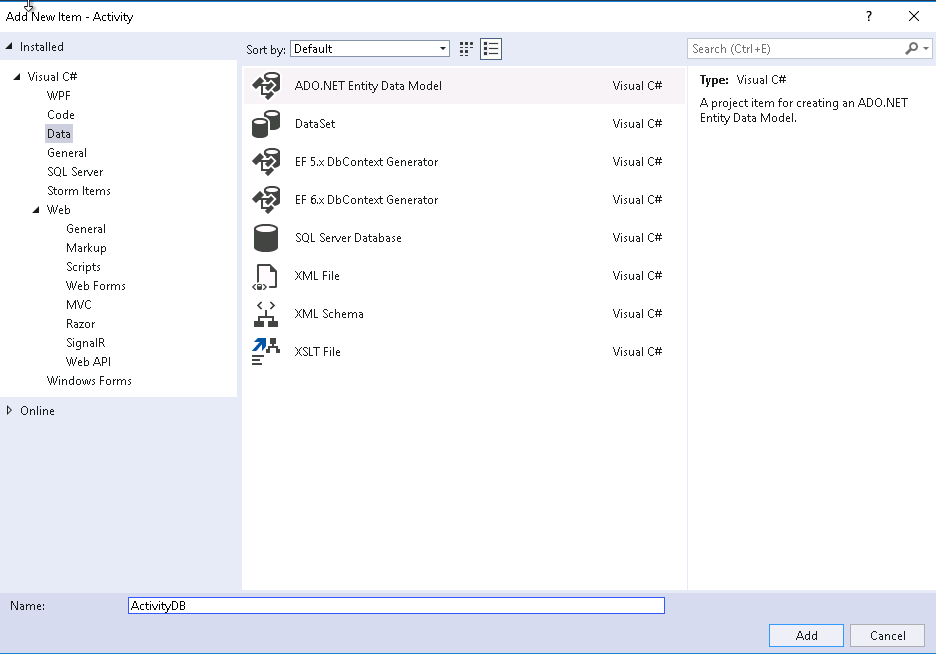 Add New Item - Activity
?
Installed
Visual C#
WPF
Code
Data
General
SQL Server
Storm Items
Web
General
Markup
Scripts
Web Forms
MVC
Razor
SignalR
Web API
Windows Forms
Online
Sort by: Default
ADO.NET Entity Data Model Visual C#
DataSet Visual C#
EF 5.x DbContext Generator Visual C#
EF 6.x DbContext Generator Visual C#
SQL Server Database Visual C#
XML File Visual C#
XML Schema Visual C#
XSLT File Visual C#
Search (Ctrl+E)
Type: Visual C#
A project item for creating an ADO.NET
Entity Data Model.
Name: ActivityDB
Add Cancel